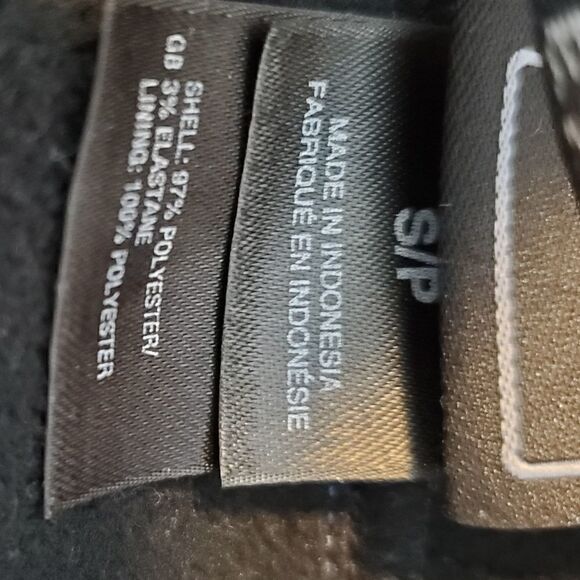 S/P
MADE IN INDONESIA
FABRIQUÉ EN INDONÉSIE
SHELL: 97% POLYESTER/
GB 3% ELASTANE
LINING: 100% POLYESTER